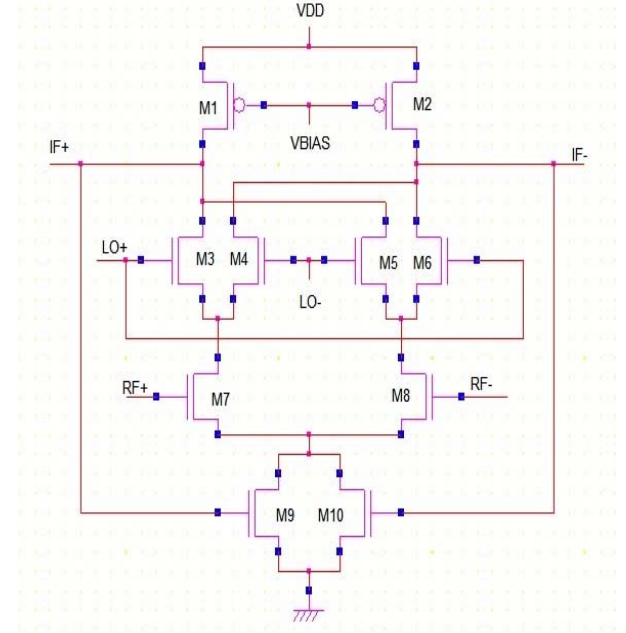 VDD
M1
M2
VBIAS
IF+
IF-
LO+
M3
M4
M5
M6
LO-
RF+
M7
M8
RF-
M9
M10